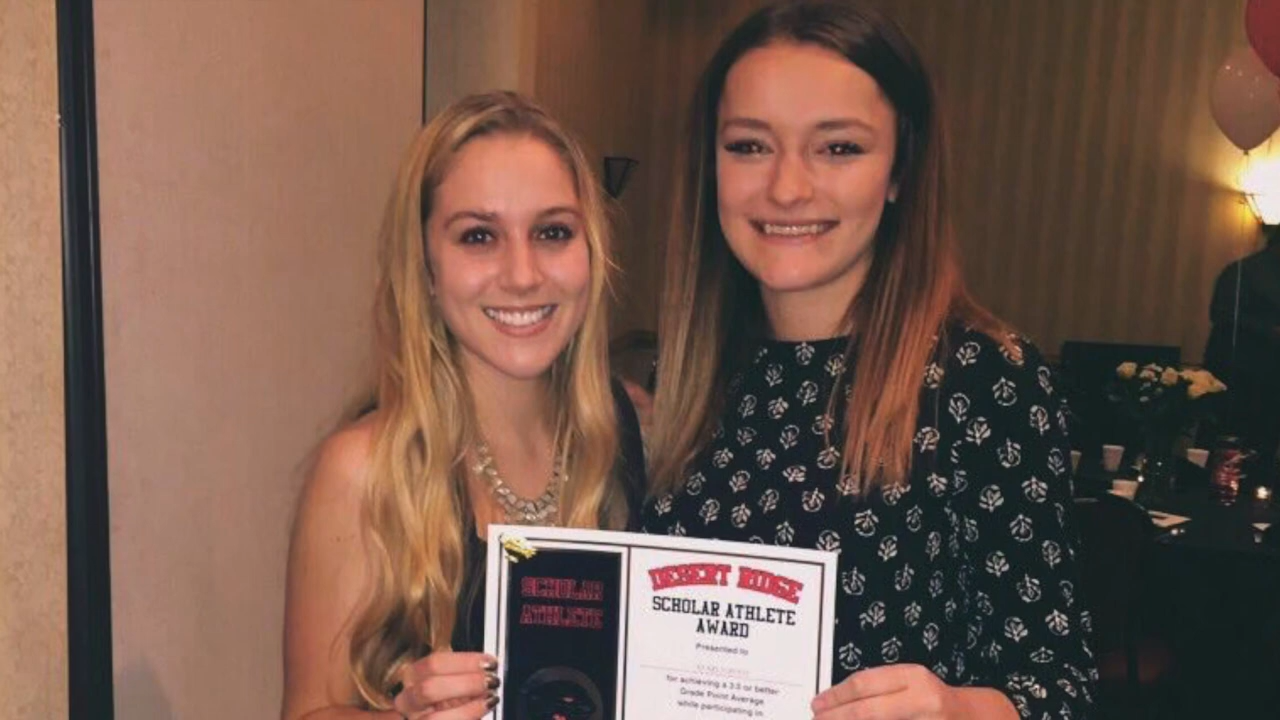 SCHOLAR
ATHLETE
DESERT RIDGE
SCHOLAR ATHLETE
AWARD
Presented to
for achieving a 3.5 or better
Grade Point Average
while participating in